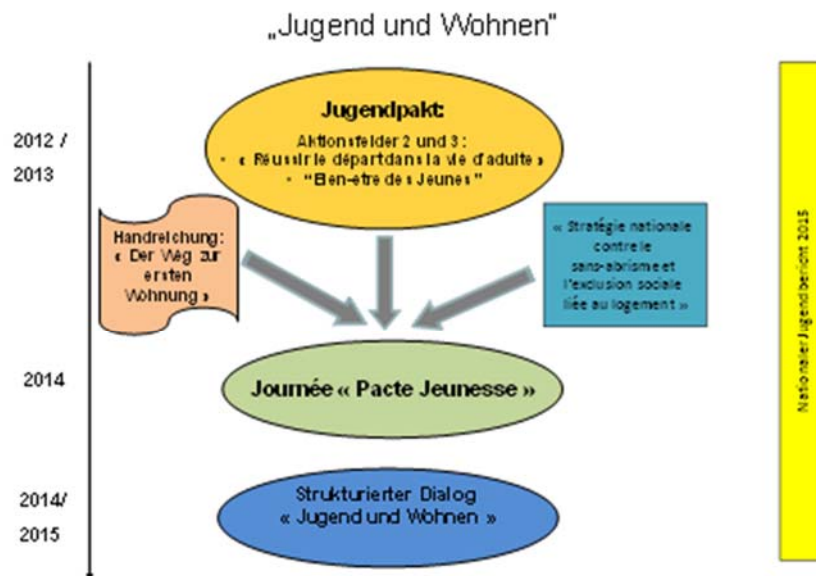 „Jugend und Wohnen"
2012 /
2013
Jugendpakt:
Aktionsfelder 2 und 3:
- « Réussir le départ dans la vie d'adulte »
- "Bien-etre des Jeunes"
Handreichung:
« Der Weg zur
ersten
Wohnung »
« Stratégie nationale
contre le
sans-abrisme et
l'exclusion sociale
liée au logement »
2014
Journée « Pacte Jeunesse »
2014/
2015
Strukturierter Dialog
« Jugend und Wohnen »
Nationaler Jugendbericht 2015